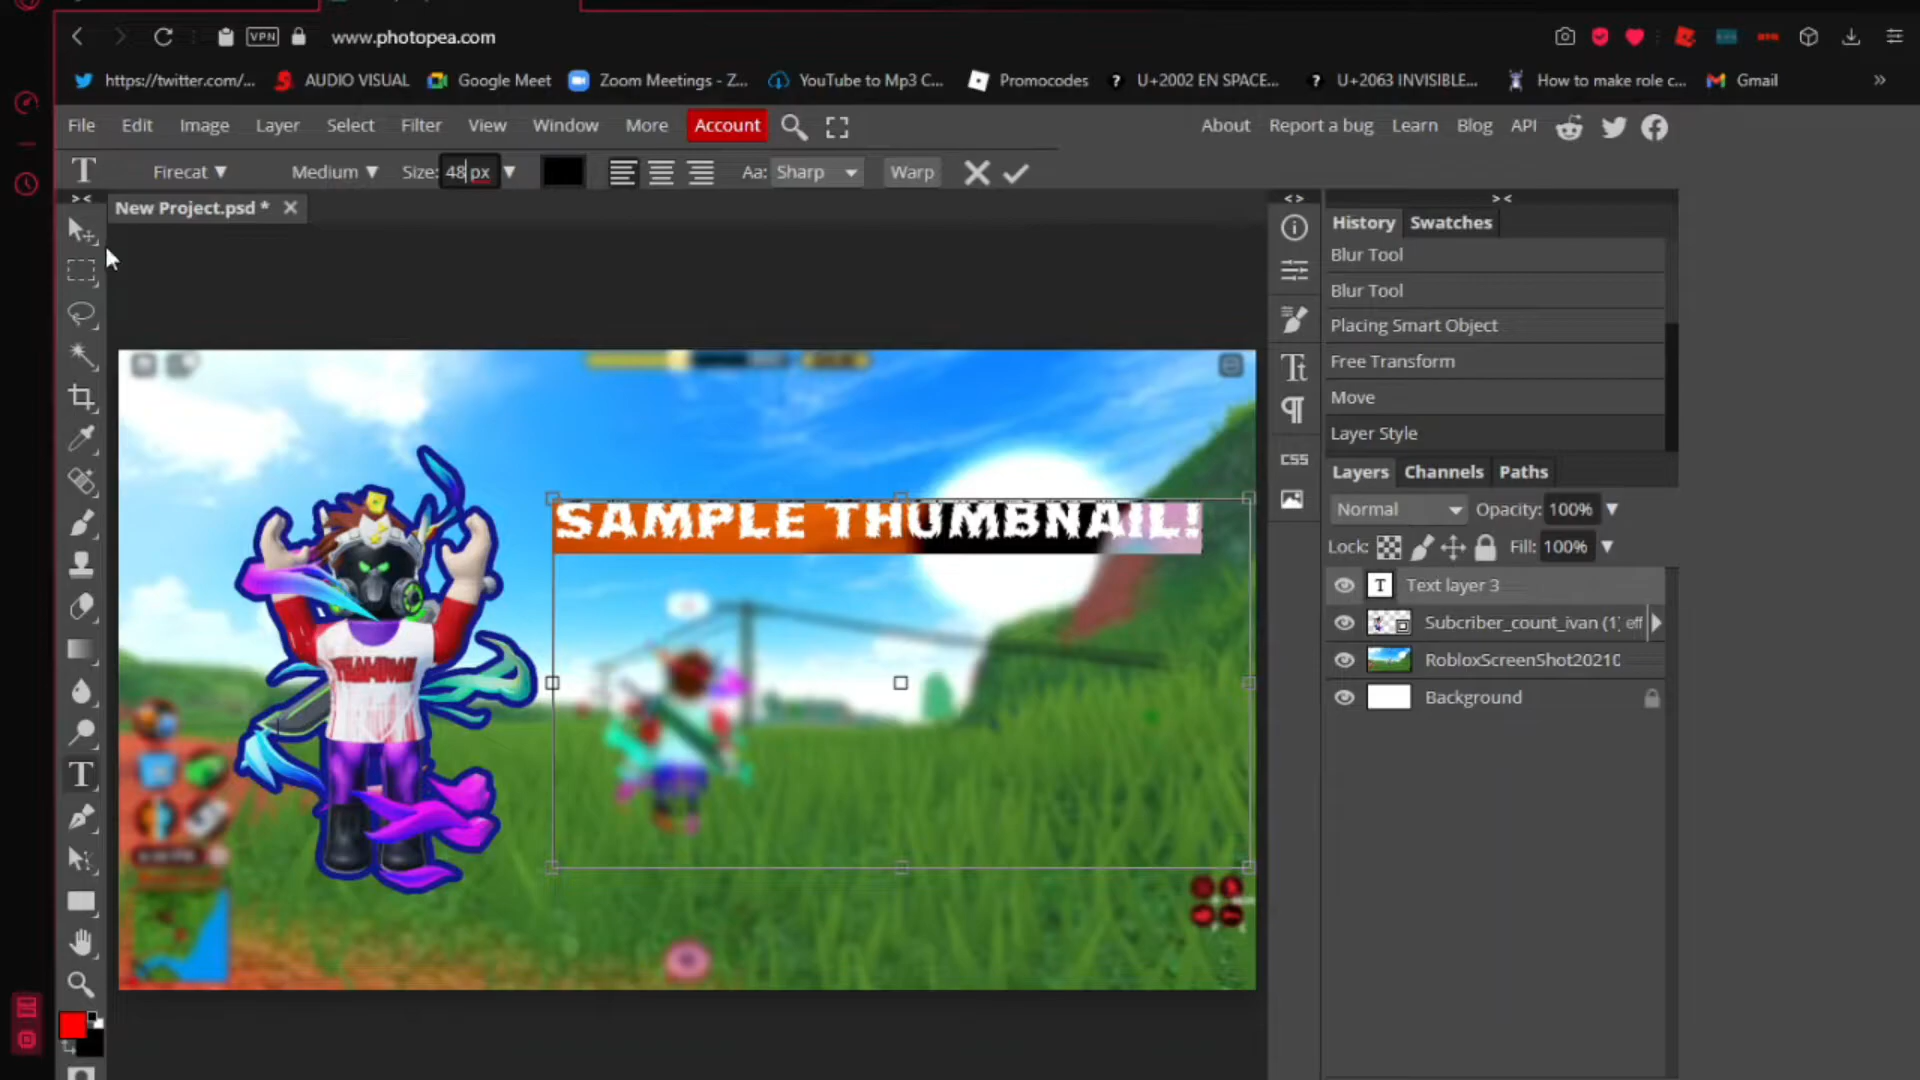 www.photopea.com
VPN
https://twitter.com/... AUDIO VISUAL Google Meet Zoom Meetings - Z... YouTube to Mp3 C... Promocodes U+2002 EN SPACE... U+2063 INVISIBLE... How to make role c... Gmail
File Edit Image Layer Select Filter View Window More Account About Report a bug Learn Blog API
Firecat Medium Size: 48 px Aa: Sharp Warp
New Project.psd *
History Swatches
Blur Tool
Blur Tool
Placing Smart Object
Free Transform
Move
Layer Style
Layers Channels Paths
Normal Opacity: 100%
Lock: Fill: 100%
Text layer 3
Subcriber_count_ivan (1) eff
RobloxScreenShot2021
Background
CSS
SAMPLE THUMBNAIL!